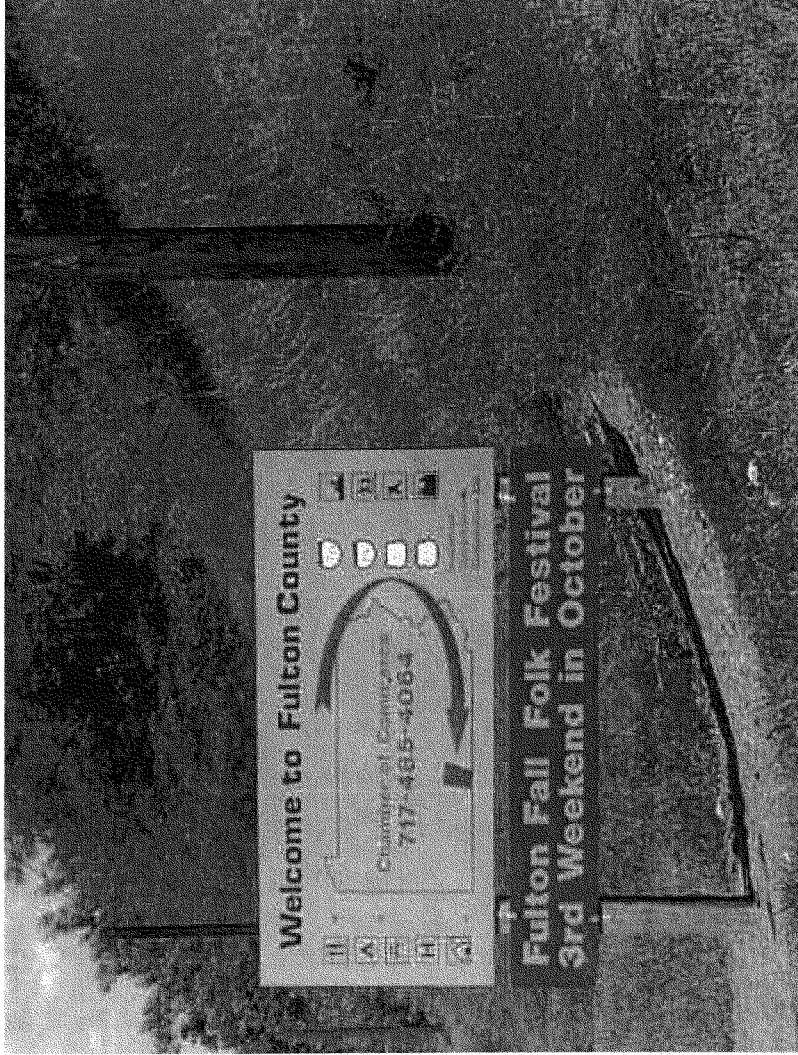 Welcome to Fulton County
Chamber of Commerce
717-485-4064
Fulton Fall Folk Festival
3rd Weekend in October